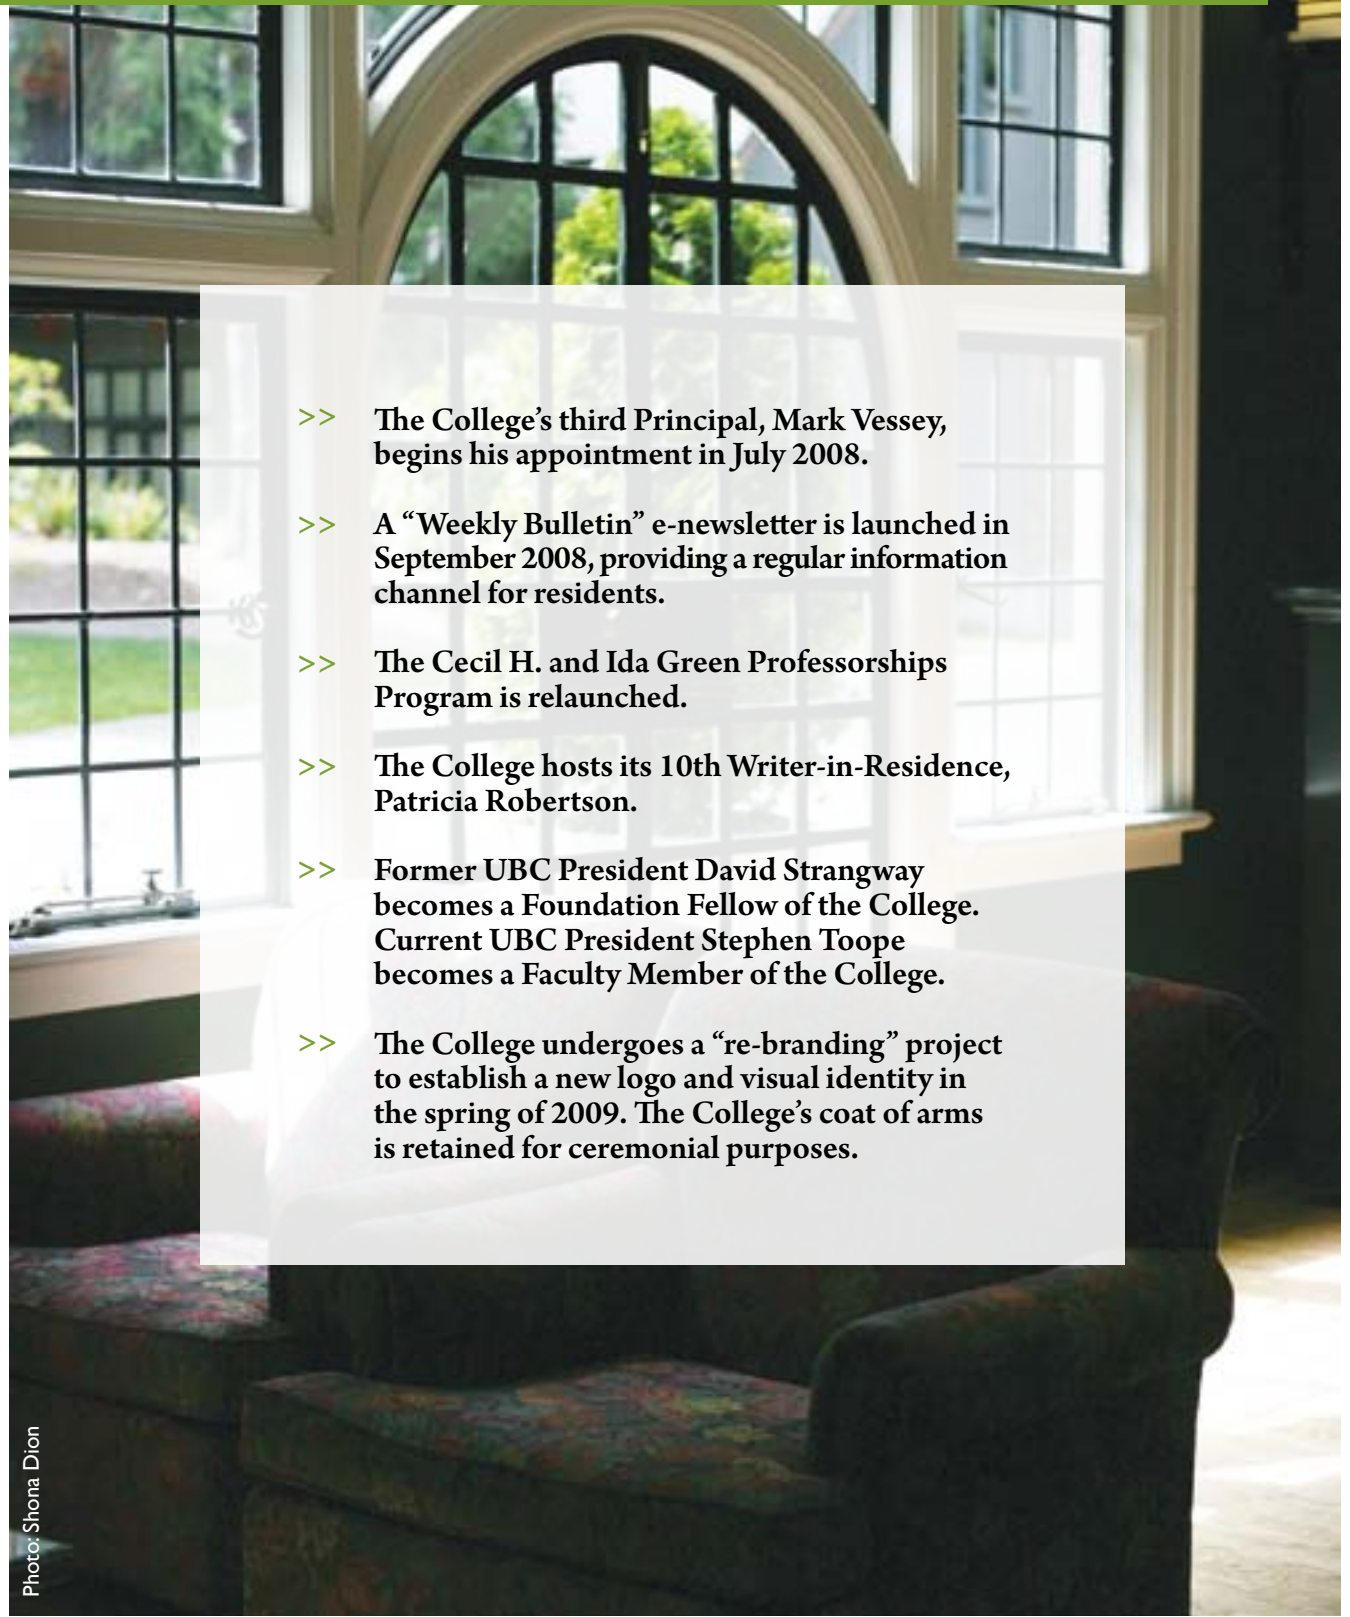 >> The College’s third Principal, Mark Vessey,
begins his appointment in July 2008.
>> A “Weekly Bulletin” e-newsletter is launched in
September 2008, providing a regular information
channel for residents.
>> The Cecil H. and Ida Green Professorships
Program is relaunched.
>> The College hosts its 10th Writer-in-Residence,
Patricia Robertson.
>> Former UBC President David Strangway
becomes a Foundation Fellow of the College.
Current UBC President Stephen Toope
becomes a Faculty Member of the College.
>> The College undergoes a “re-branding” project
to establish a new logo and visual identity in
the spring of 2009. The College’s coat of arms
is retained for ceremonial purposes.
Photo: Shona Dion